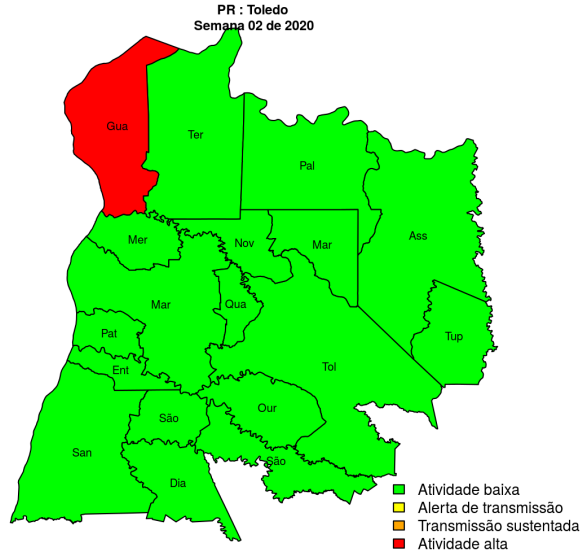 PR : Toledo
Semana 02 de 2020
Gua
Ter
Pal
Ass
Mer
Nov
Mar
Mar
Qua
Pat
Tup
Ent
Tol
Our
São
San
São
Dia
Atividade baixa
Alerta de transmissão
Transmissão sustentada
Atividade alta